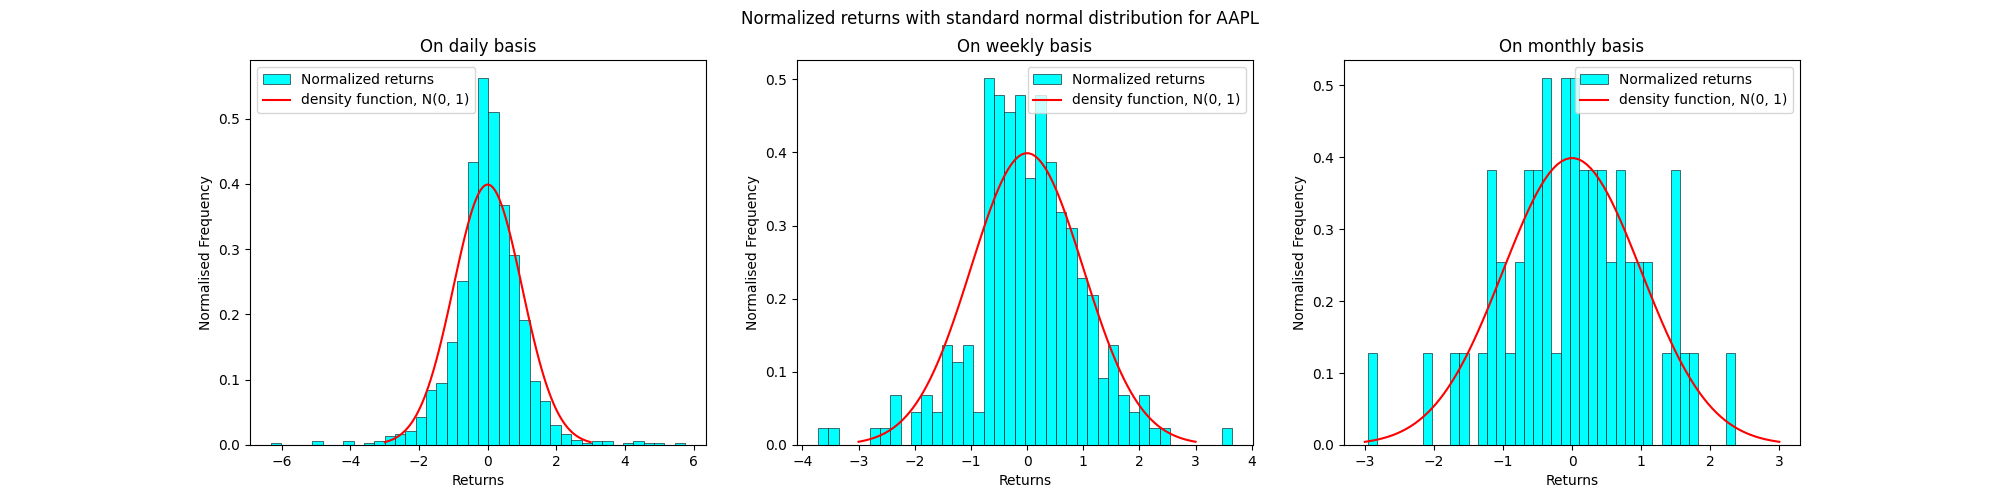 Normalized returns with standard normal distribution for AAPL
On daily basis
Normalized returns
density function, N(0, 1)
0.5
0.4
0.3
0.2
0.1
0.0
Normalised Frequency
−6
−4
−2
0
2
4
6
Returns
On weekly basis
Normalized returns
density function, N(0, 1)
0.5
0.4
0.3
0.2
0.1
0.0
Normalised Frequency
−4
−3
−2
−1
0
1
2
3
4
Returns
On monthly basis
Normalized returns
density function, N(0, 1)
0.5
0.4
0.3
0.2
0.1
0.0
Normalised Frequency
−3
−2
−1
0
1
2
3
Returns